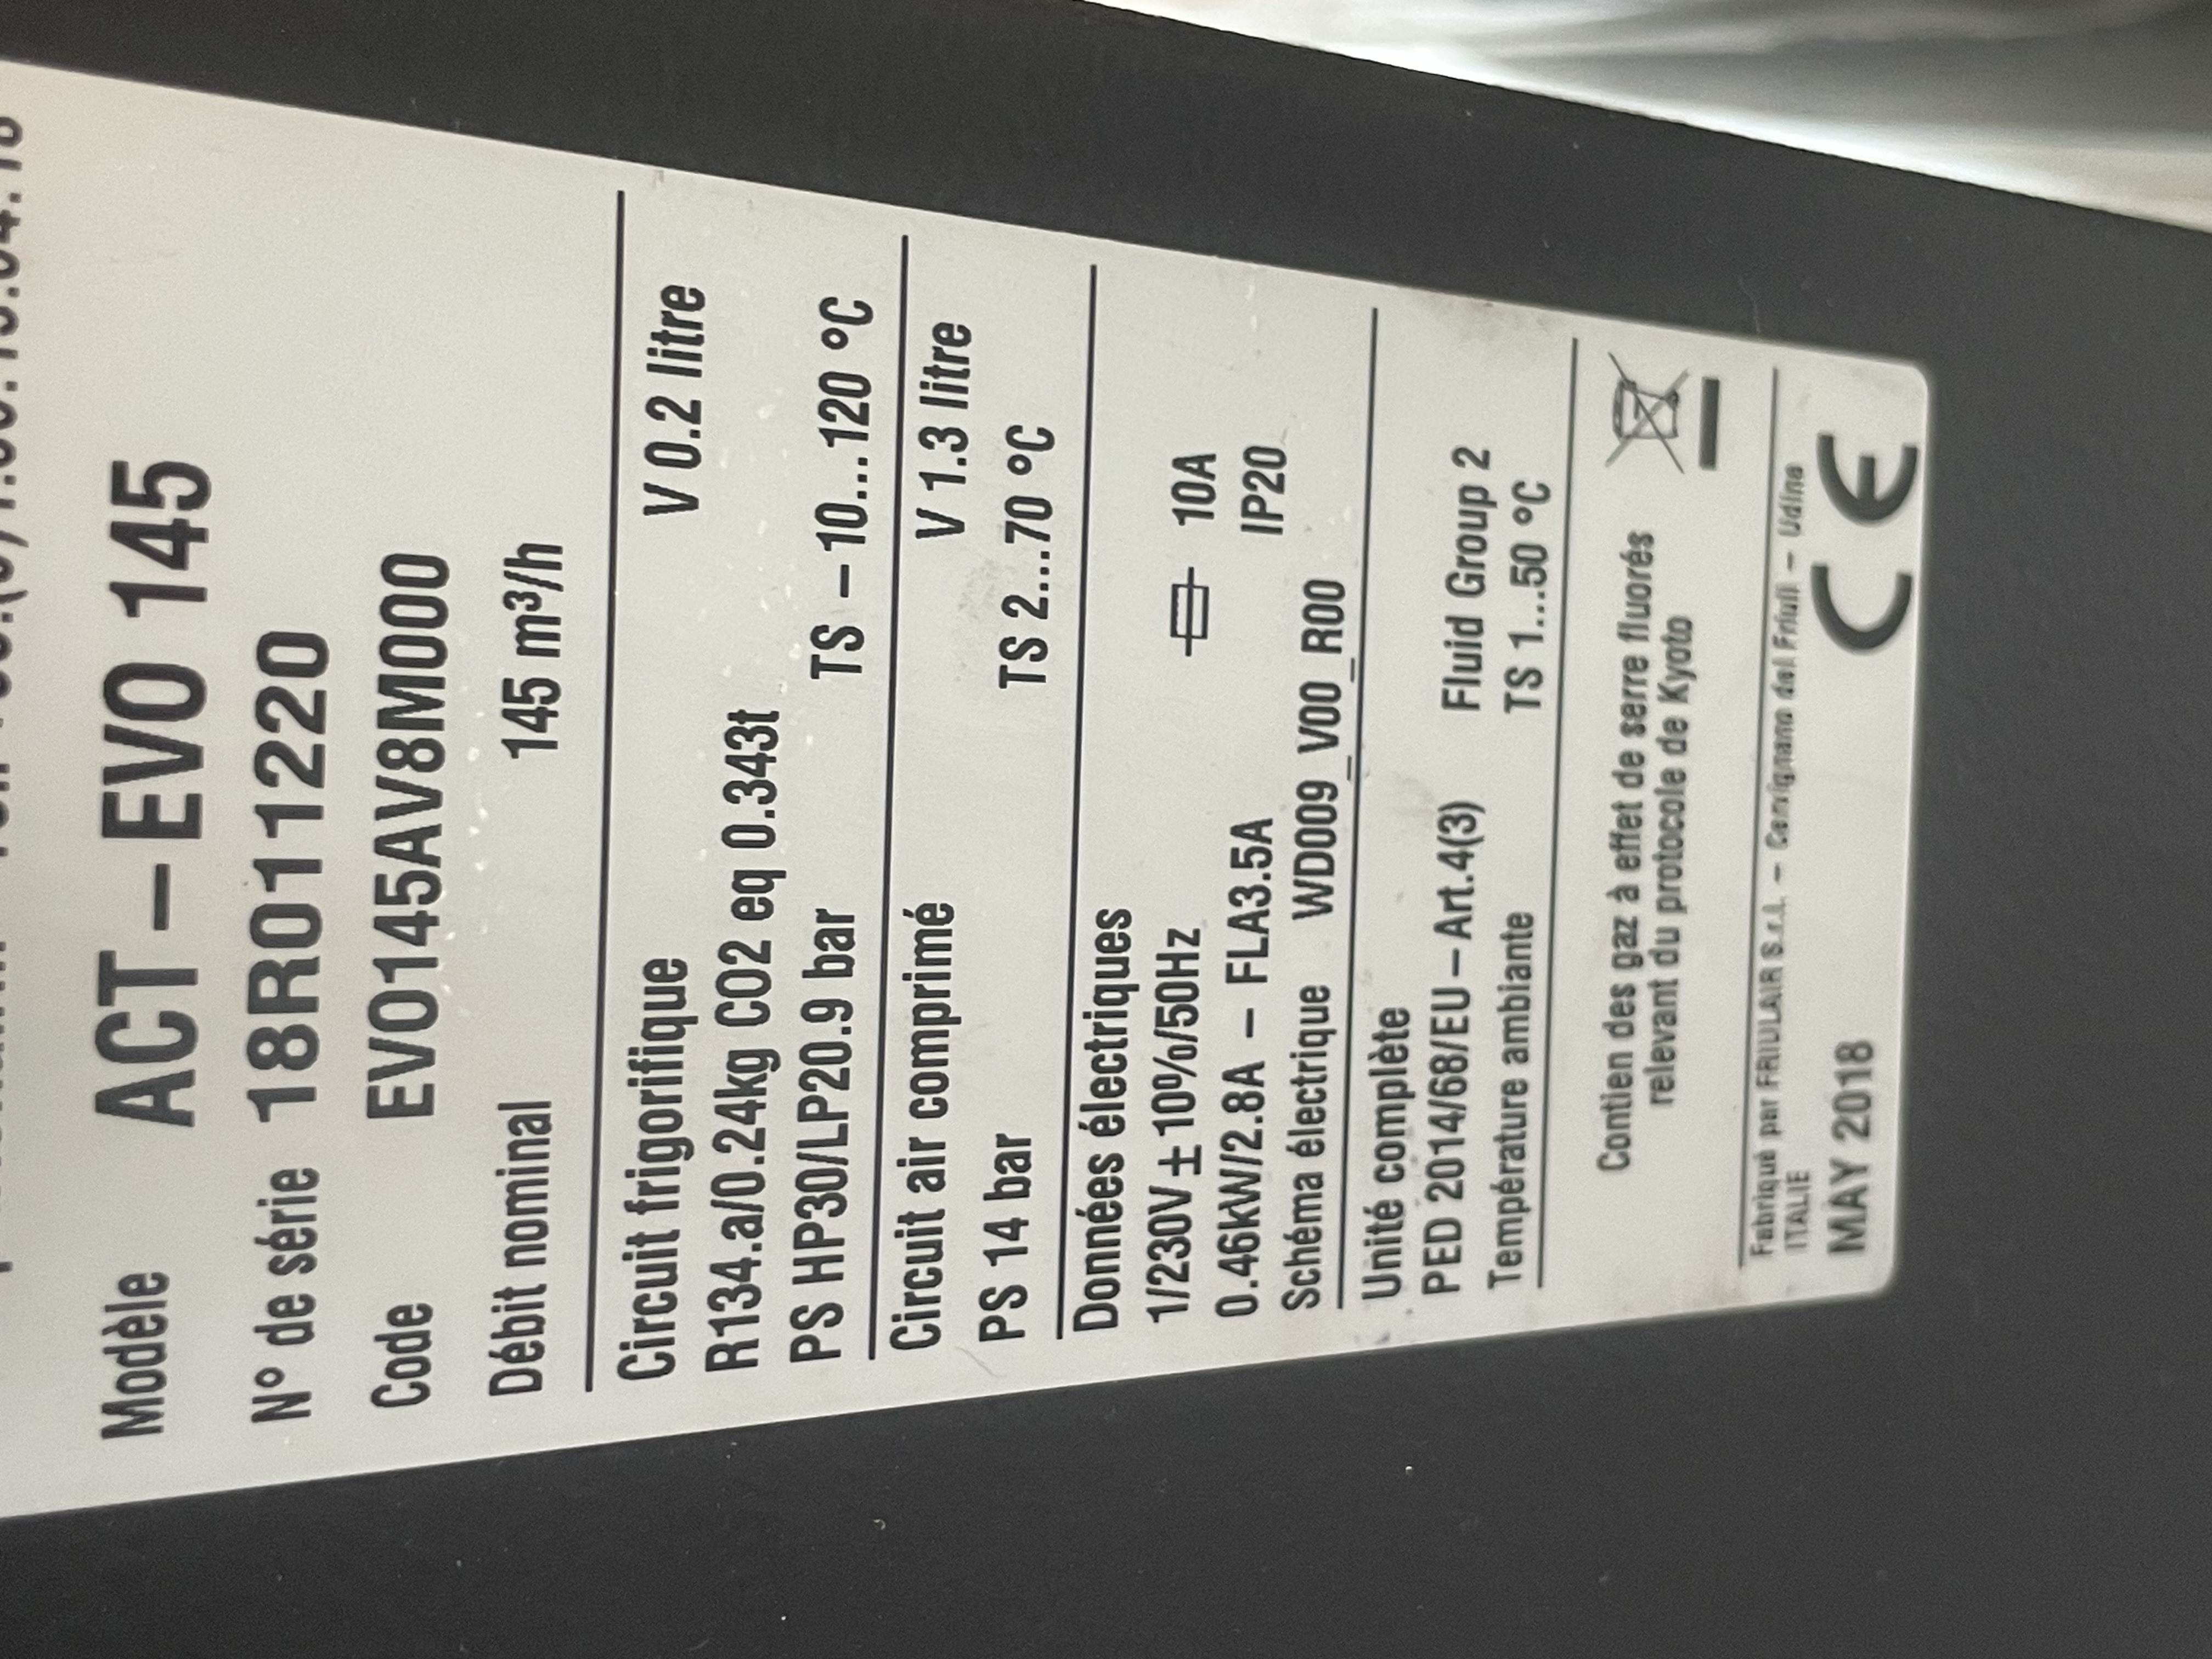 Modèle ACT – EVO 145
N° de série 18R011220
Code EVO145AV8M000
Débit nominal 145 m³/h
Circuit frigorifique V 0.2 litre
R134.a/0.24kg CO2 eq 0.343t
PS HP30/LP20.9 bar TS – 10...120 °C
Circuit air comprimé V 1.3 litre
PS 14 bar TS 2...70 °C
Données électriques
1/230V ± 10%/50Hz 10A
0.46kW/2.8A – FLA3.5A IP20
Schéma électrique WD009_V00_R00
Unité complète
PED 2014/68/EU – Art.4(3) Fluid Group 2
Température ambiante TS 1...50 °C
Contien des gaz à effet de serre fluorés
relevant du protocole de Kyoto
Fabriqué par FRIULAIR S.r.l. – Cervignano del Friuli – Udine
ITALIE
MAY 2018 CE